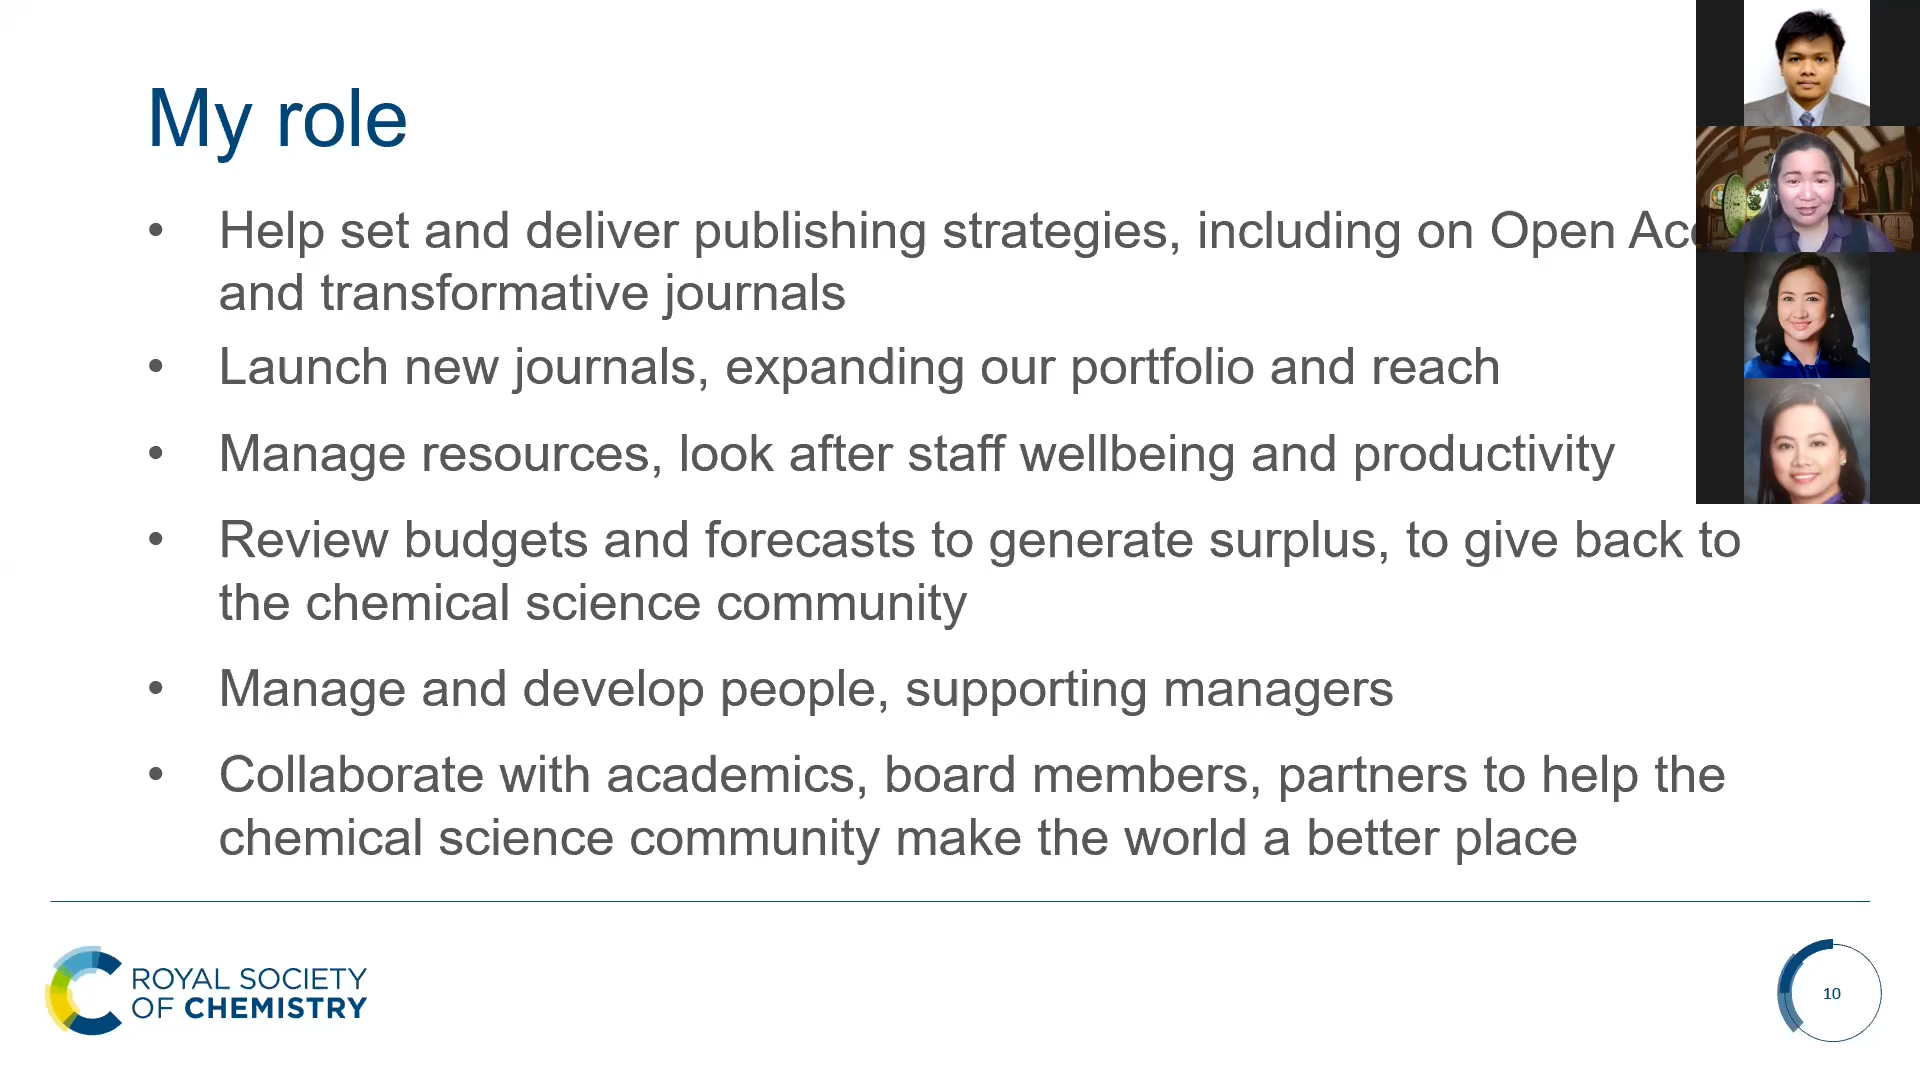 My role
• Help set and deliver publishing strategies, including on Open
and transformative journals
• Launch new journals, expanding our portfolio and reach
• Manage resources, look after staff wellbeing and productivity
• Review budgets and forecasts to generate surplus, to give back to
the chemical science community
• Manage and develop people, supporting managers
• Collaborate with academics, board members, partners to help the
chemical science community make the world a better place
ROYAL SOCIETY
OF CHEMISTRY
10